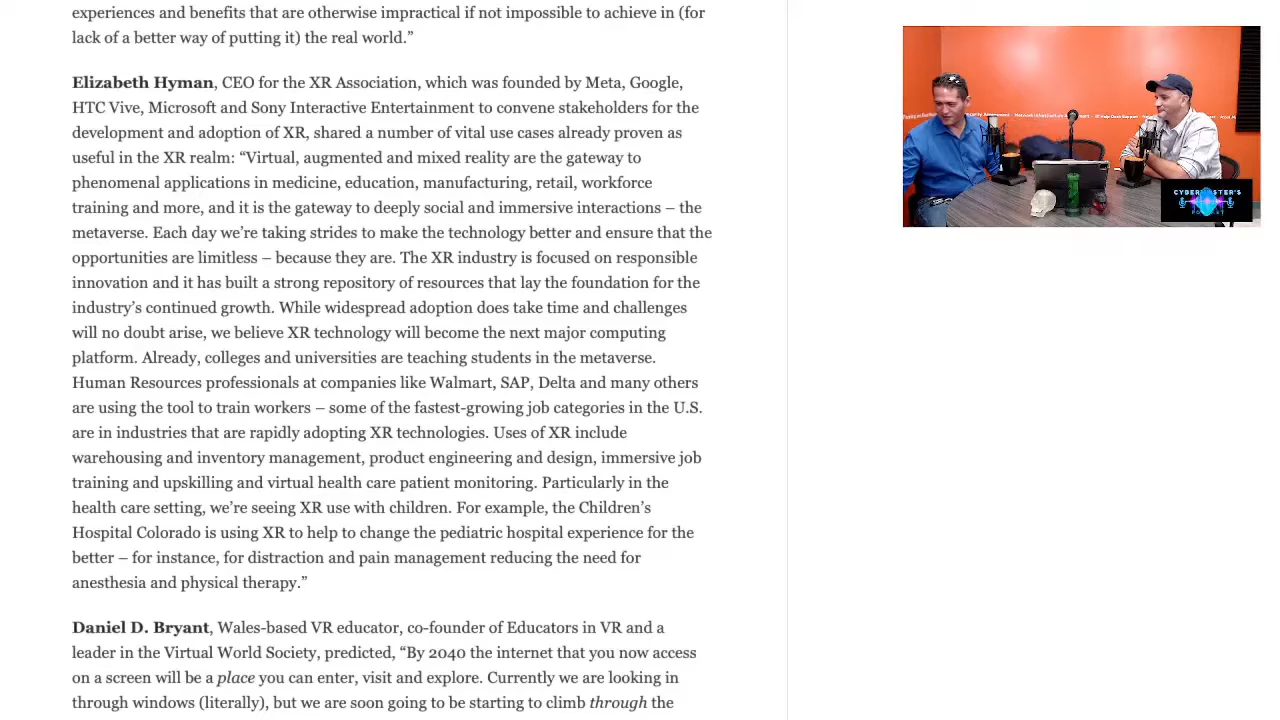 experiences and benefits that are otherwise impractical if not impossible to achieve in (for
lack of a better way of putting it) the real world.”
Elizabeth Hyman, CEO for the XR Association, which was founded by Meta, Google,
HTC Vive, Microsoft and Sony Interactive Entertainment to convene stakeholders for the
development and adoption of XR, shared a number of vital use cases already proven as
useful in the XR realm: “Virtual, augmented and mixed reality are the gateway to
phenomenal applications in medicine, education, manufacturing, retail, workforce
training and more, and it is the gateway to deeply social and immersive interactions – the
metaverse. Each day we’re taking strides to make the technology better and ensure that the
opportunities are limitless – because they are. The XR industry is focused on responsible
innovation and it has built a strong repository of resources that lay the foundation for the
industry’s continued growth. While widespread adoption does take time and challenges
will no doubt arise, we believe XR technology will become the next major computing
platform. Already, colleges and universities are teaching students in the metaverse.
Human Resources professionals at companies like Walmart, SAP, Delta and many others
are using the tool to train workers – some of the fastest-growing job categories in the U.S.
are in industries that are rapidly adopting XR technologies. Uses of XR include
warehousing and inventory management, product engineering and design, immersive job
training and upskilling and virtual health care patient monitoring. Particularly in the
health care setting, we’re seeing XR use with children. For example, the Children’s
Hospital Colorado is using XR to help to change the pediatric hospital experience for the
better – for instance, for distraction and pain management reducing the need for
anesthesia and physical therapy.”
Daniel D. Bryant, Wales-based VR educator, co-founder of Educators in VR and a
leader in the Virtual World Society, predicted, “By 2040 the internet that you now access
on a screen will be a place you can enter, visit and explore. Currently we are looking in
through windows (literally), but we are soon going to be starting to climb through the
PODCAST